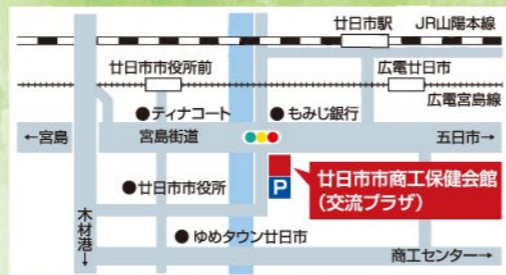 廿日市駅 JR山陽本線
廿日市市役所前 広電廿日市
広電宮島線
●ティナコート ●もみじ銀行
←宮島 宮島街道 五日市→
●廿日市市役所 P 廿日市市商工保健会館
(交流プラザ)
木材港↓
●ゆめタウン廿日市
商工センター→